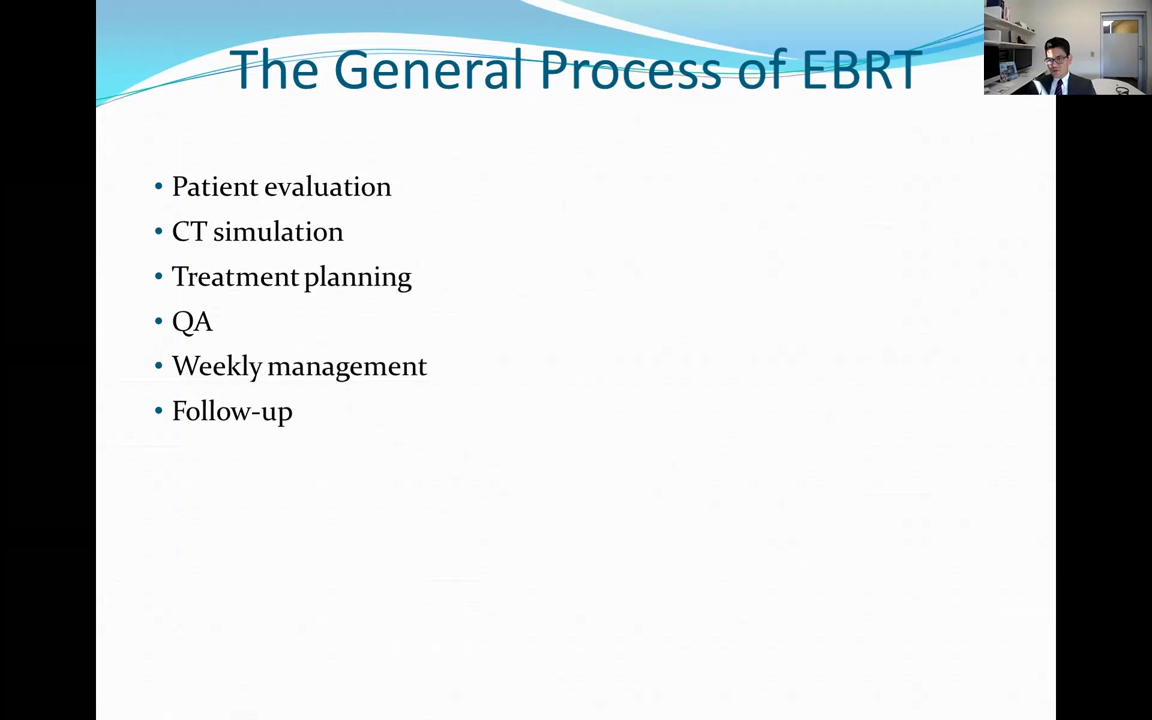 The General Process of EBRT
• Patient evaluation
• CT simulation
• Treatment planning
• QA
• Weekly management
• Follow-up